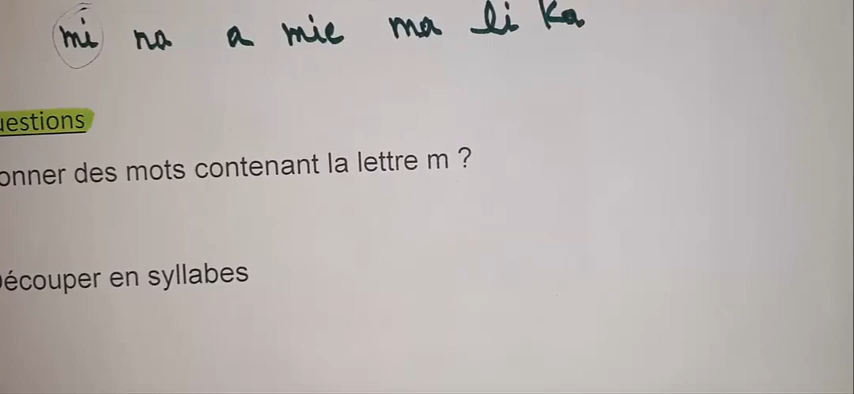 mi na a mie ma li ka
uestions
onner des mots contenant la lettre m ?
écouper en syllabes